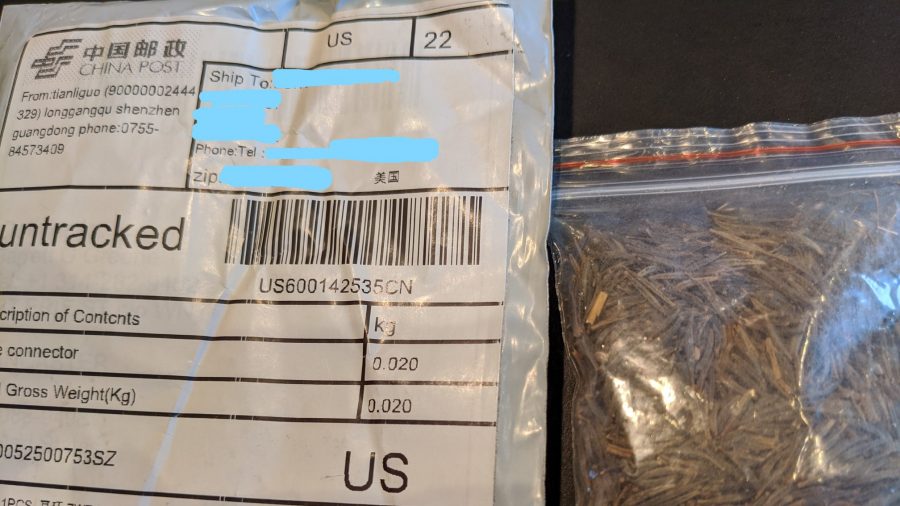 中国邮政
CHINA POST
US
22
From:tianliguo (90000002444
329) longgangqu shenzhen
guangdong phone:0755-
84573409
Ship To:
Phone:Tel :
zip
美国
untracked
US600142535CN
cription of Contcnts
kg
e connector
0.020
l Gross Weight(Kg)
0.020
0052500753SZ
US
1PCS